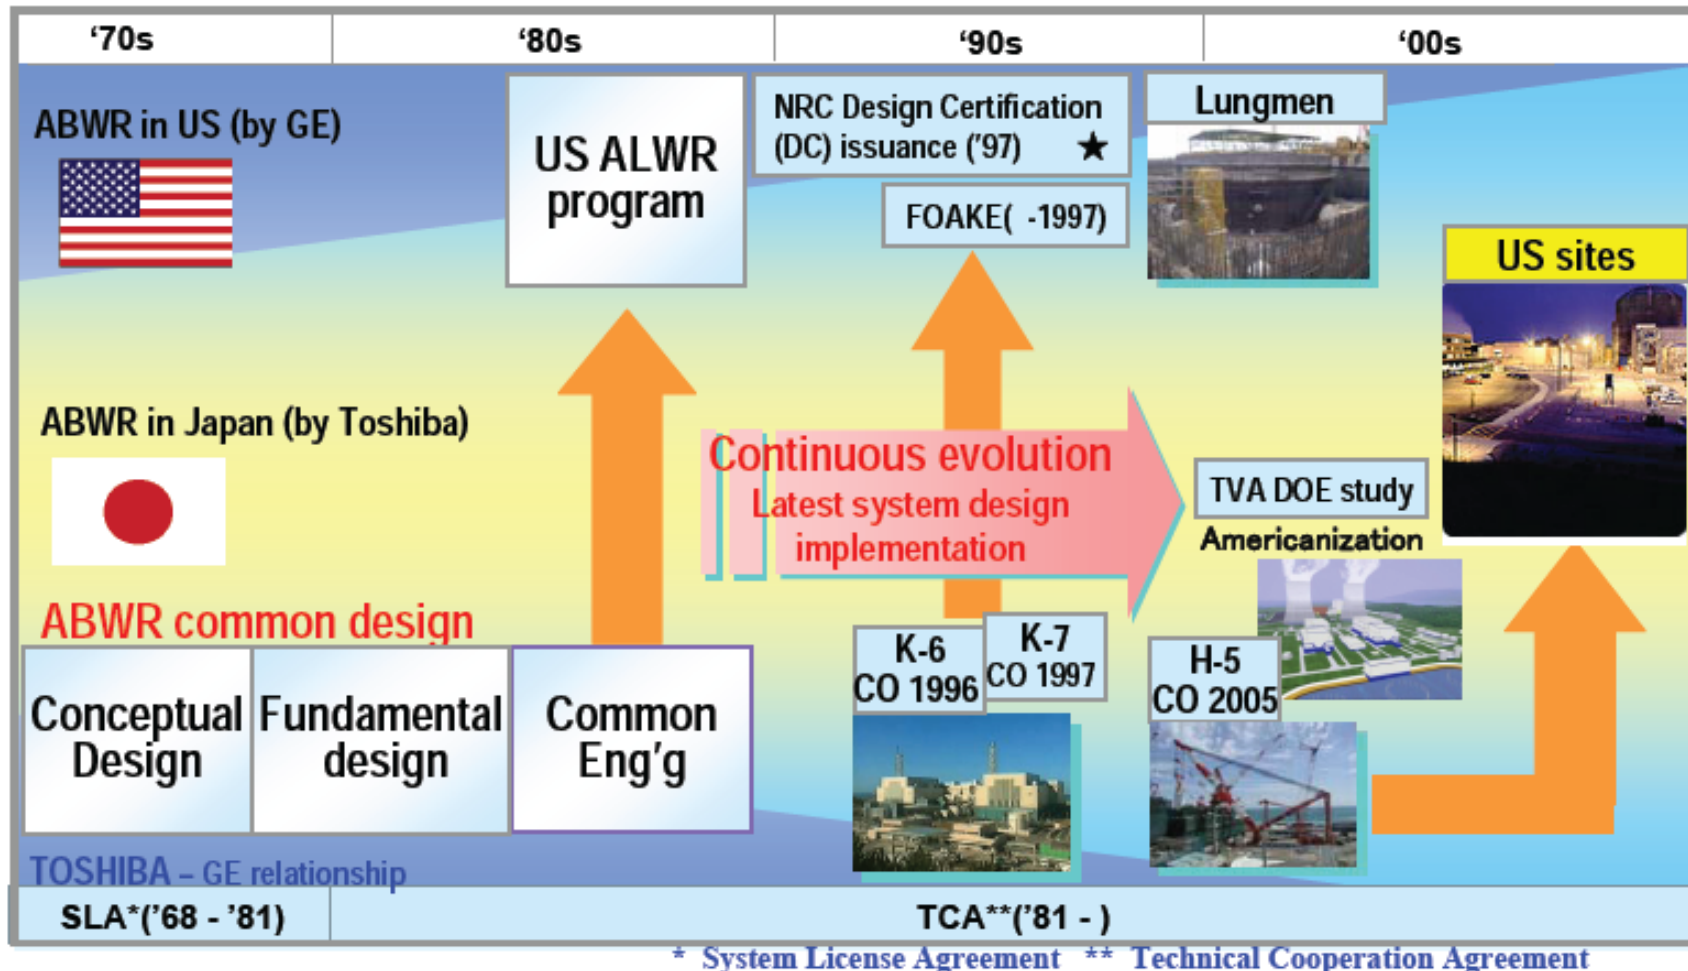 ‘70s
‘80s
‘90s
‘00s
ABWR in US (by GE)
US ALWR
program
NRC Design Certification
(DC) issuance (’97) ★
FOAKE( -1997)
Lungmen
US sites
ABWR in Japan (by Toshiba)
Continuous evolution
Latest system design
implementation
TVA DOE study
Americanization
ABWR common design
Conceptual
Design
Fundamental
design
Common
Eng’g
K-6
CO 1996
K-7
CO 1997
H-5
CO 2005
TOSHIBA – GE relationship
SLA*(’68 - ’81)
TCA**(’81 - )
* System License Agreement ** Technical Cooperation Agreement